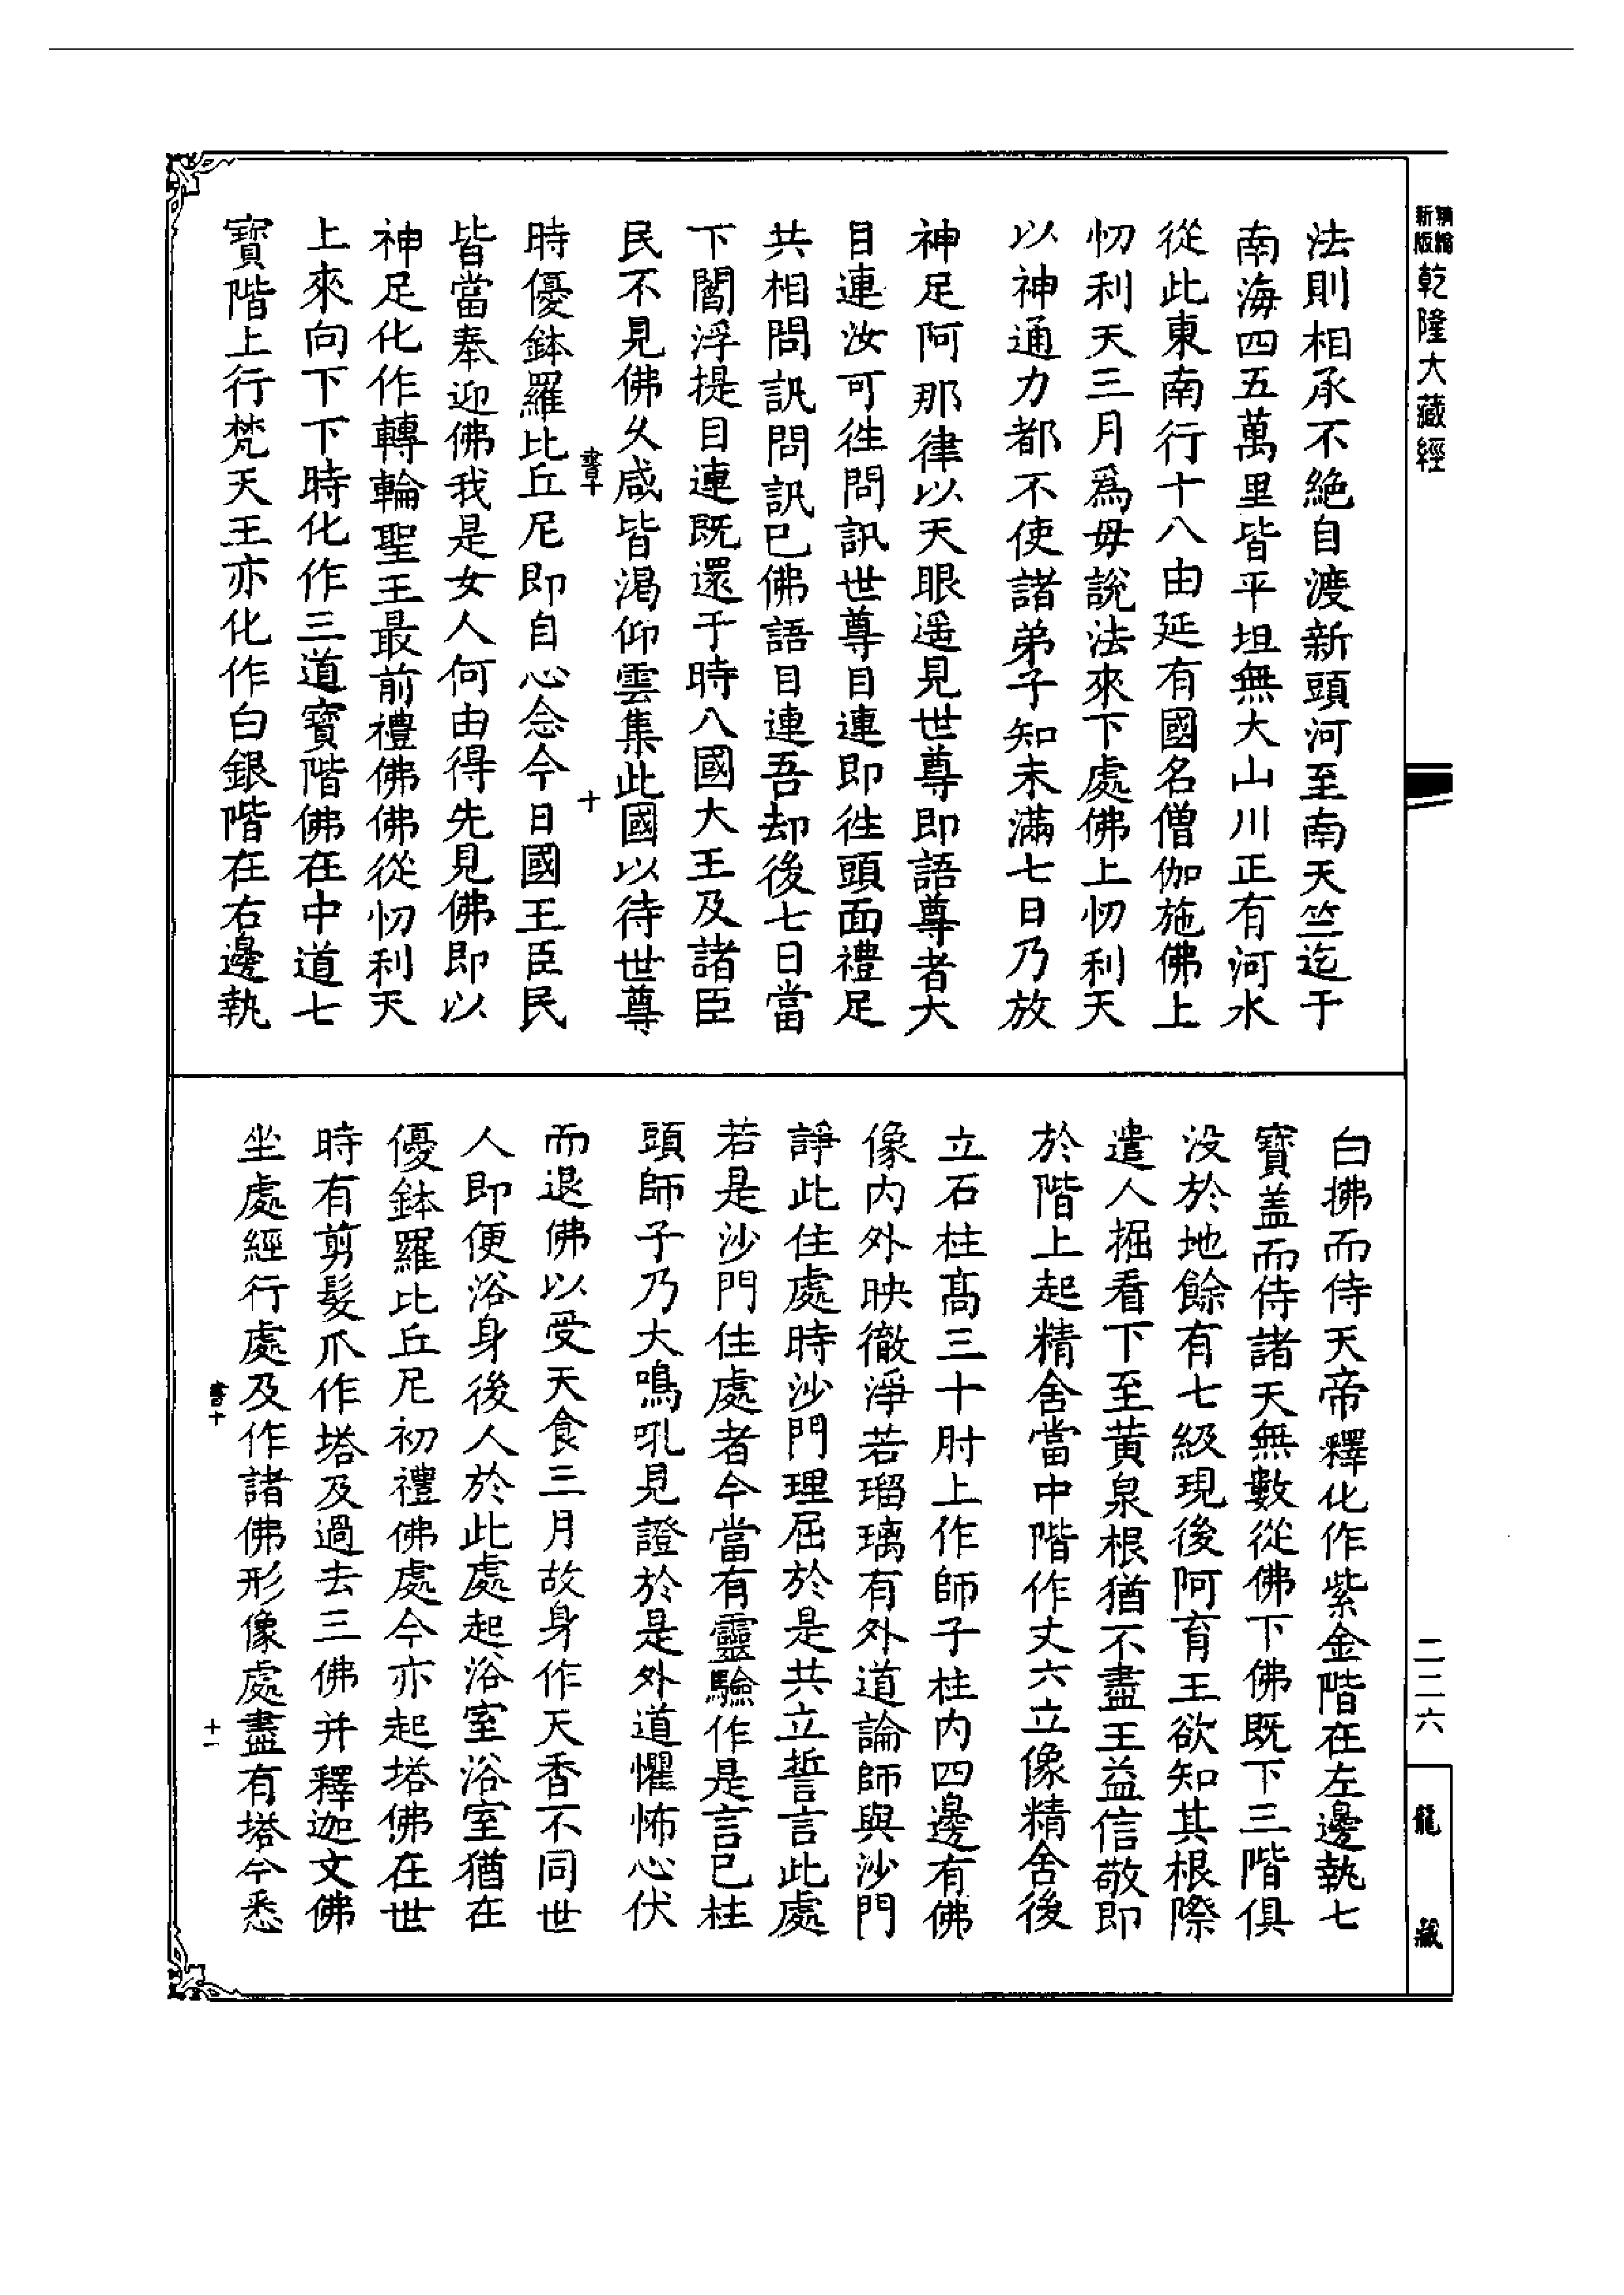 新編縮版
乾隆大藏經
法則相承不絕自渡新頭河至南天竺迄于
南海四五萬里皆平坦無大山川正有河水
從此東南行十八由延有國名僧伽施佛上
忉利天三月爲母說法來下處佛上忉利天
以神通力都不使諸弟子知未滿七日乃放
神足阿那律以天眼遥見世尊即語尊者大
目連汝可徃問訊世尊目連即徃頭面禮足
共相問訊問訊已佛語目連吾却後七日當
下閻浮提目連既還于時八國大王及諸臣
民不見佛久咸皆渴仰雲集此國以待世尊
書十 十
時優鉢羅比丘尼即自心念今日國王臣民
皆當奉迎佛我是女人何由得先見佛即以
神足化作轉輪聖王最前禮佛佛從忉利天
上來向下下時化作三道寶階佛在中道七
寶階上行梵天王亦化作白銀階在右邊執
白拂而侍天帝釋化作紫金階在左邊執七
寶盖而侍諸天無數從佛下佛既下三階俱
没於地餘有七級現後阿育王欲知其根際
遣人掘看下至黄泉根猶不盡王益信敬即
於階上起精舍當中階作丈六立像精舍後
立石柱髙三十肘上作師子柱内四邊有佛
像内外映徹淨若瑠璃有外道論師與沙門
諍此住處時沙門理屈於是共立誓言此處
若是沙門住處者今當有靈驗作是言已柱
頭師子乃大鳴吼見證於是外道懼怖心伏
而退佛以受天食三月故身作天香不同世
人即便浴身後人於此處起浴室浴室猶在
優鉢羅比丘尼初禮佛處今亦起塔佛在世
時有剪髮爪作塔及過去三佛并釋迦文佛
坐處經行處及作諸佛形像處盡有塔今悉
書十 十一
二二六
龍藏